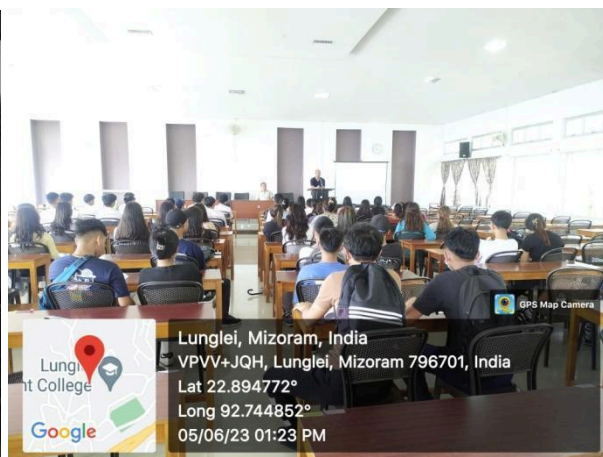 GPS Map Camera
Lunglei, Mizoram, India
VPVV+JQH, Lunglei, Mizoram 796701, India
Lat 22.894772°
Long 92.744852°
05/06/23 01:23 PM
nt College
Google